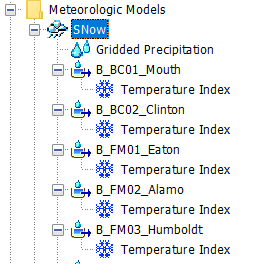 Meteorologic Models
SNow
Gridded Precipitation
B_BC01_Mouth
Temperature Index
B_BC02_Clinton
Temperature Index
B_FM01_Eaton
Temperature Index
B_FM02_Alamo
Temperature Index
B_FM03_Humboldt
Temperature Index